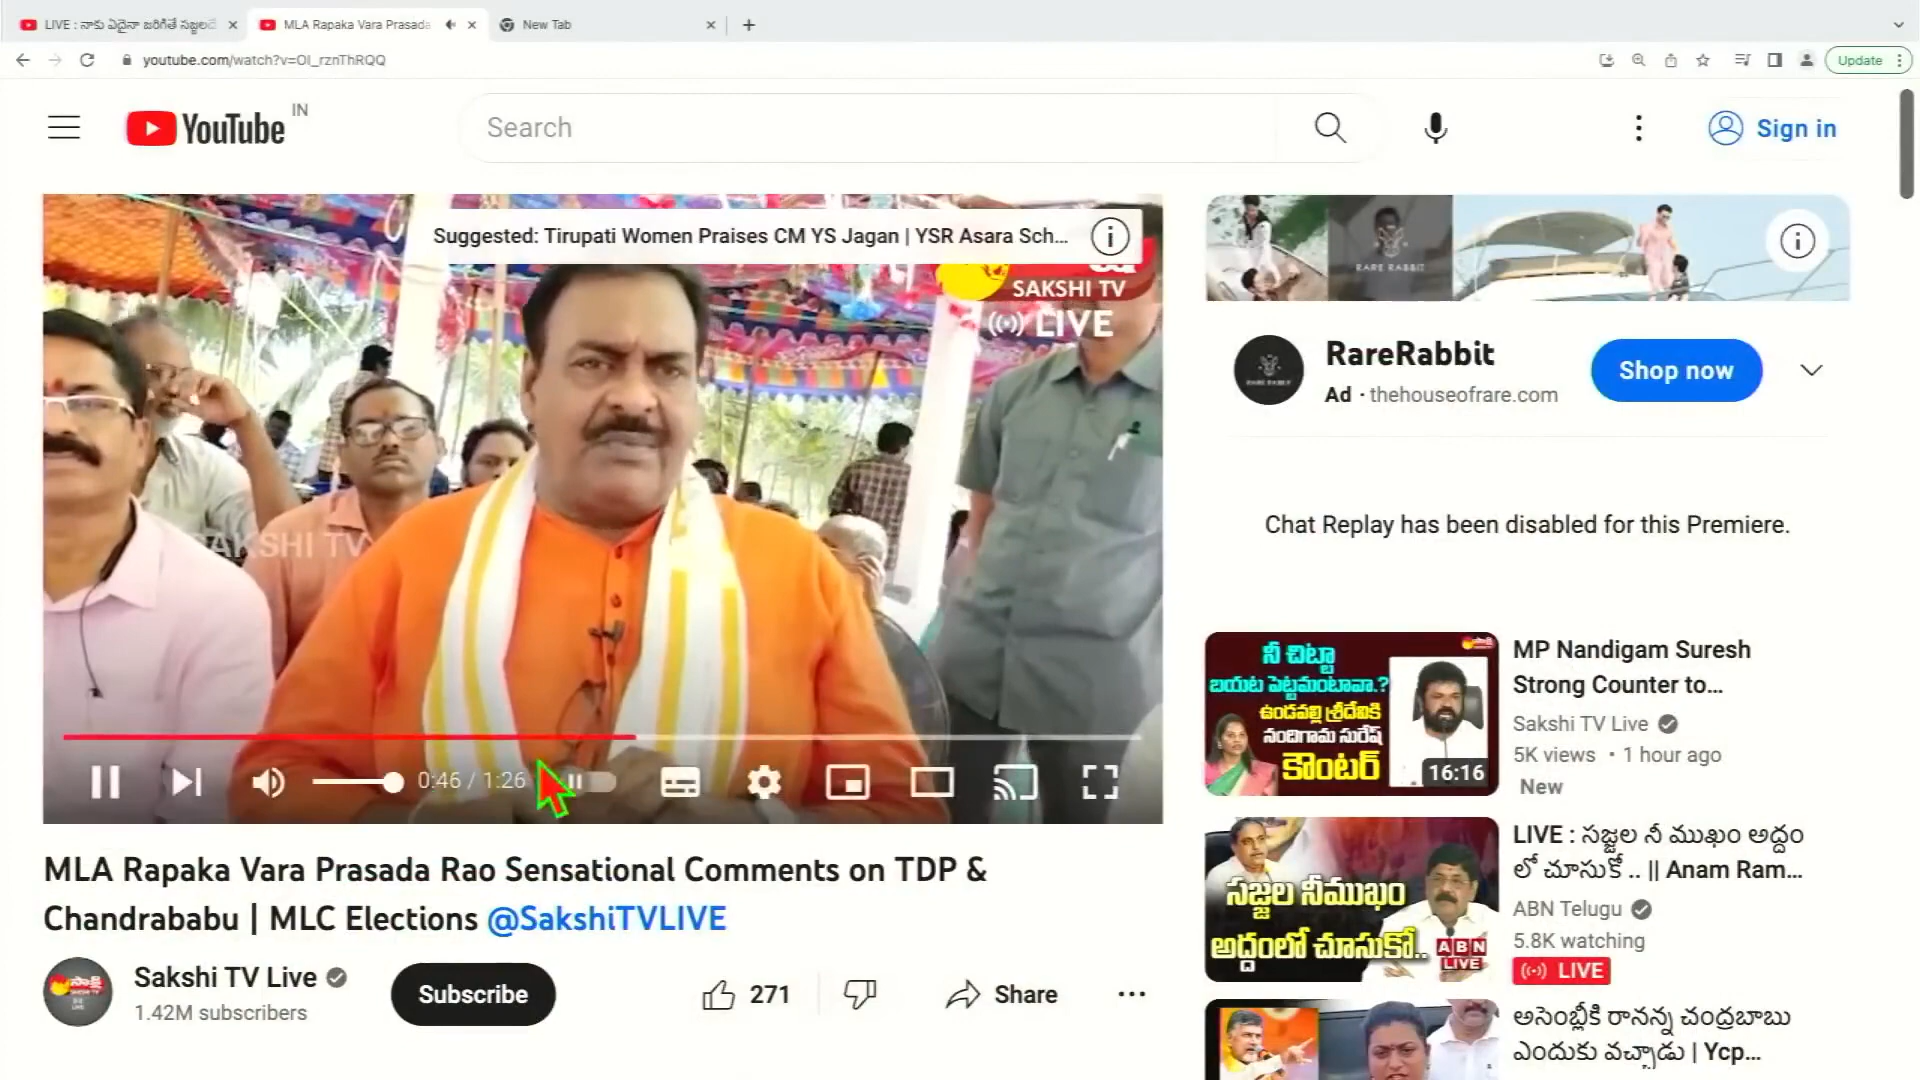 LIVE : నాకు ఏదైనా జరిగితే సజ్జలదే
MLA Rapaka Vara Prasada
New Tab
youtube.com/watch?v=OI_rznThRQQ
Update
YouTube IN
Search
Sign in
Suggested: Tirupati Women Praises CM YS Jagan | YSR Asara Sch...
SAKSHI TV
LIVE
SAKSHI TV
0:46 / 1:26
MLA Rapaka Vara Prasada Rao Sensational Comments on TDP &
Chandrababu | MLC Elections @SakshiTVLIVE
సాక్షి
Sakshi TV Live
1.42M subscribers
Subscribe
271
Share
RARE RABBIT
RareRabbit
Ad · thehouseofrare.com
Shop now
Chat Replay has been disabled for this Premiere.
నీ చిట్టా
బయట పెట్టమంటావా.?
ఉండవల్లి శ్రీదేవికి
నందిగామ సురేష్
కౌంటర్
16:16
MP Nandigam Suresh
Strong Counter to...
Sakshi TV Live
5K views • 1 hour ago
New
సజ్జల నీముఖం
అద్దంలో చూసుకో..
ABN
LIVE
LIVE : సజ్జల నీ ముఖం అద్దం
లో చూసుకో .. || Anam Ram...
ABN Telugu
5.8K watching
LIVE
అసెంబ్లీకి రానన్న చంద్రబాబు
ఎందుకు వచ్చాడు | Ycp...